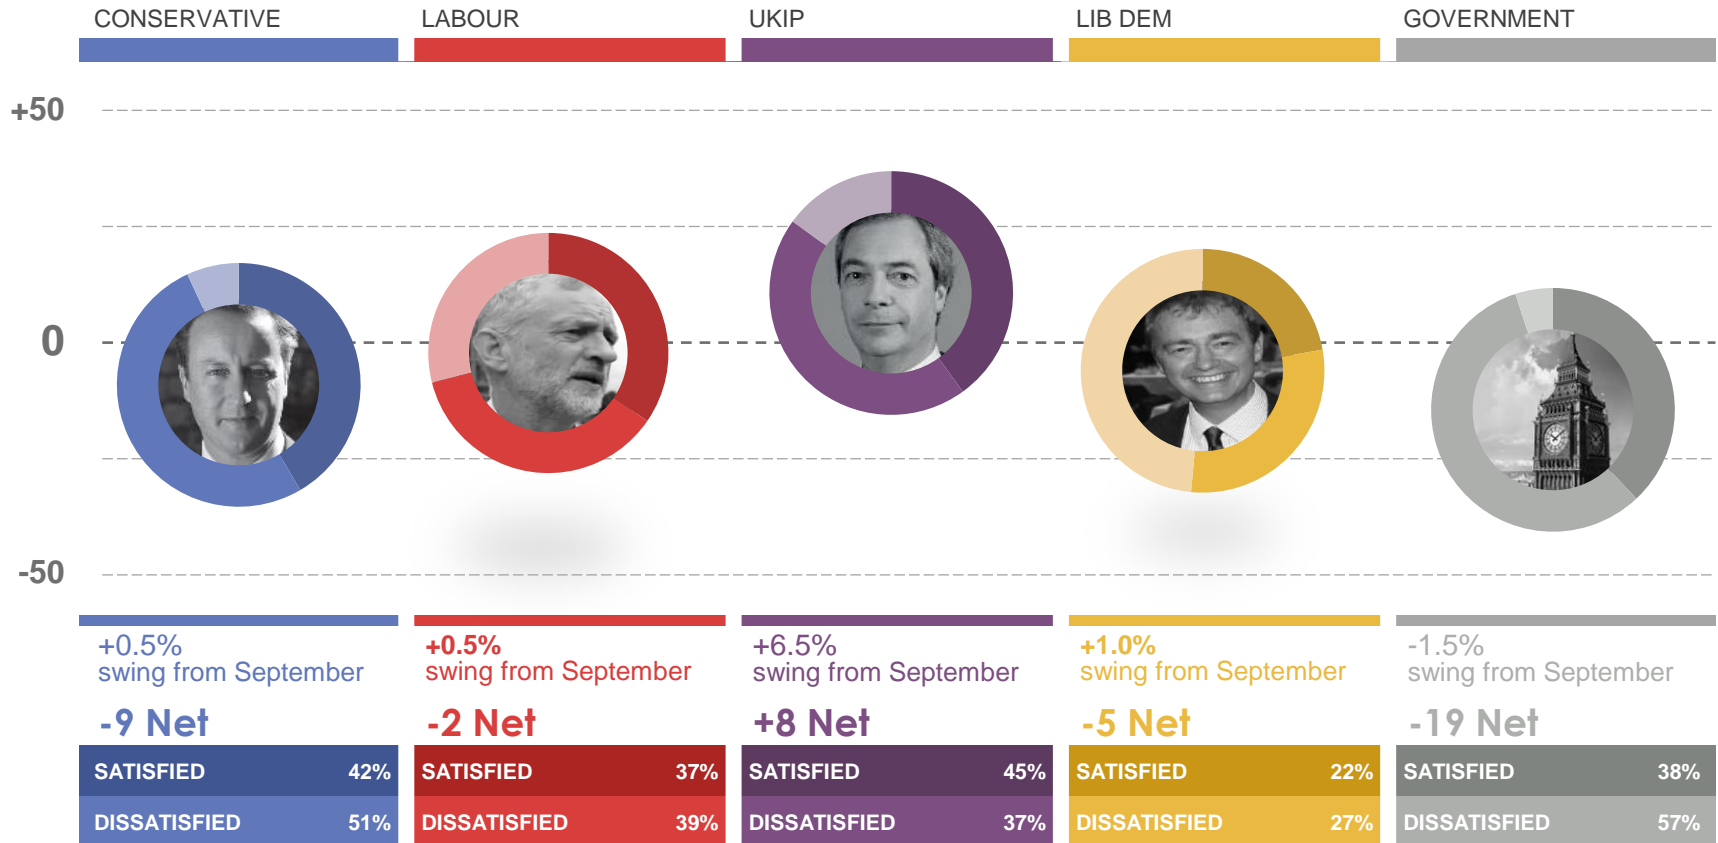 CONSERVATIVE
LABOUR
UKIP
LIB DEM
GOVERNMENT
+50
0
-50
+0.5%
swing from September
-9 Net
SATISFIED 42%
DISSATISFIED 51%
+0.5%
swing from September
-2 Net
SATISFIED 37%
DISSATISFIED 39%
+6.5%
swing from September
+8 Net
SATISFIED 45%
DISSATISFIED 37%
+1.0%
swing from September
-5 Net
SATISFIED 22%
DISSATISFIED 27%
-1.5%
swing from September
-19 Net
SATISFIED 38%
DISSATISFIED 57%